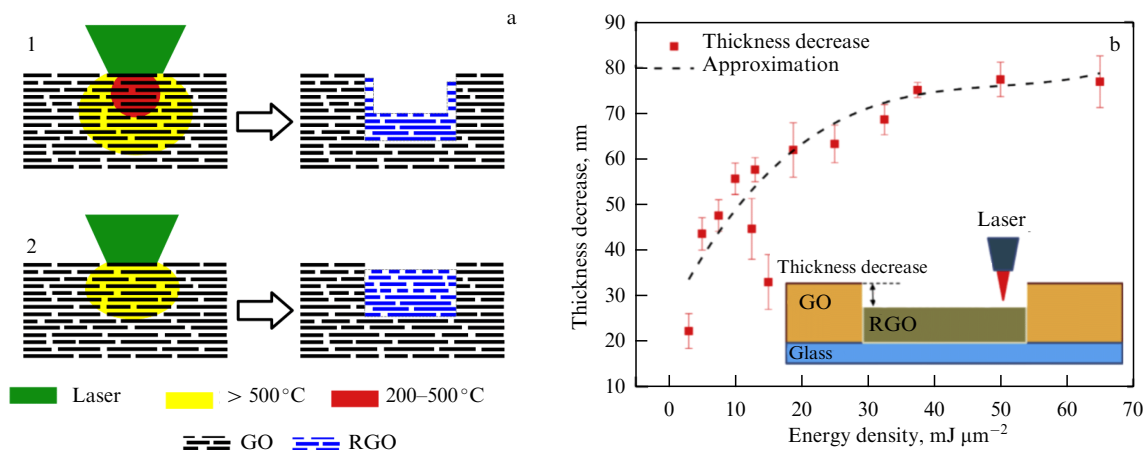 a
1
2
Laser
> 500 °C
200–500 °C
GO
RGO
b
90
80
70
60
50
40
30
20
10
Thickness decrease, nm
Thickness decrease
Approximation
Laser
Thickness decrease
GO
RGO
Glass
0 10 20 30 40 50 60 70
Energy density, mJ μm⁻²